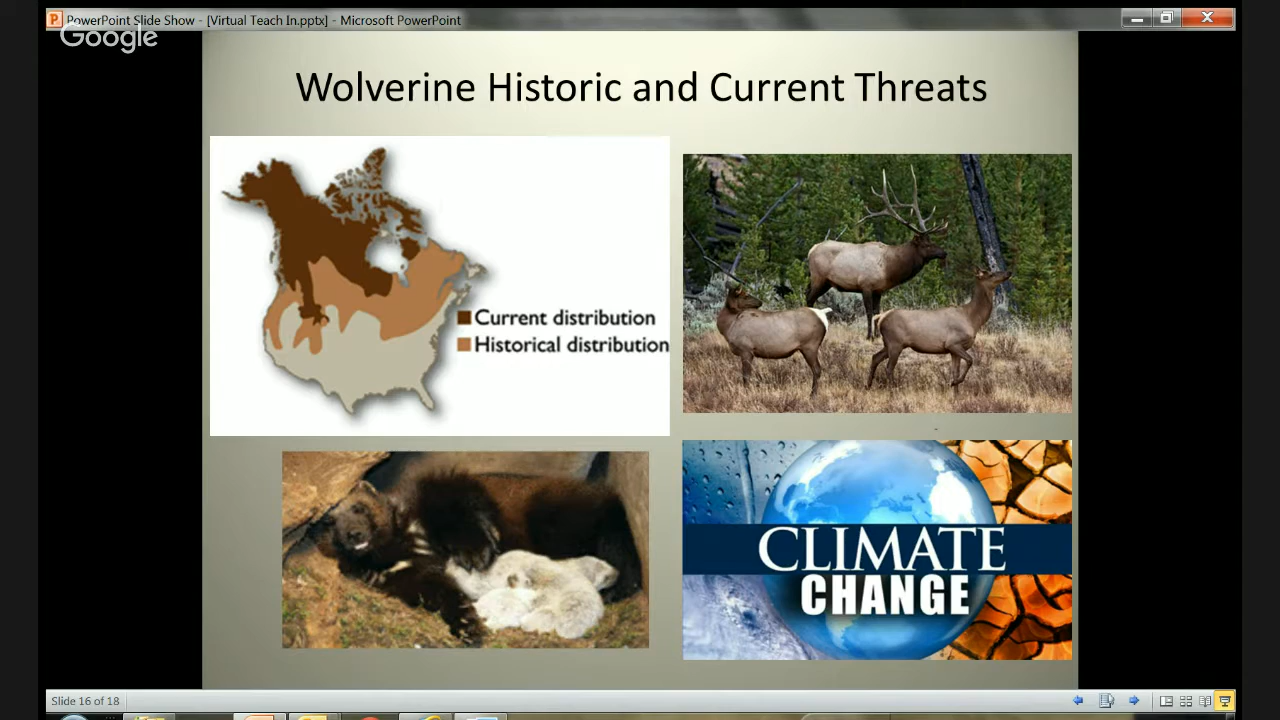 PowerPoint Slide Show - [Virtual Teach In.pptx] - Microsoft PowerPoint
Google
Wolverine Historic and Current Threats
Current distribution
Historical distribution
CLIMATE
CHANGE
Slide 16 of 18